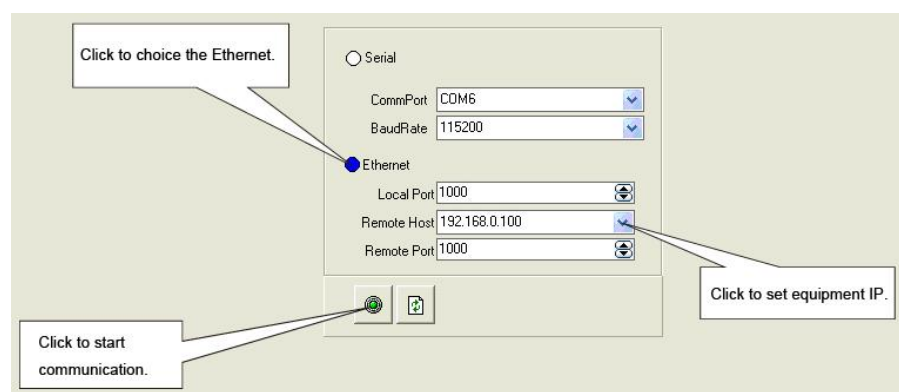 Click to choice the Ethernet.
Serial
CommPort COM6
BaudRate 115200
Ethernet
Local Port 1000
Remote Host 192.168.0.100
Remote Port 1000
Click to set equipment IP.
Click to start
communication.